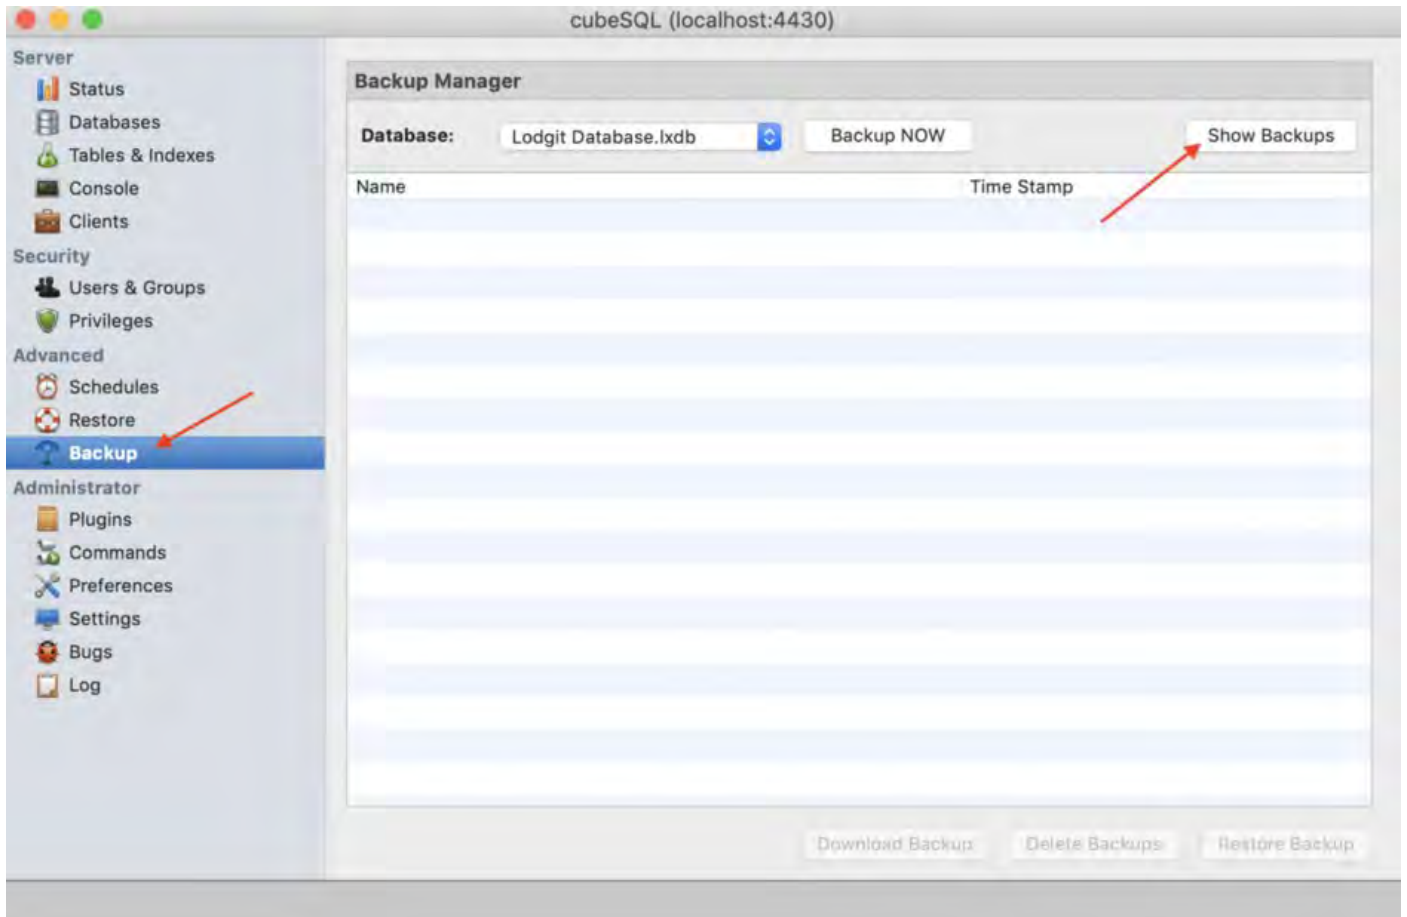 cubeSQL (localhost:4430)
Server
Status
Databases
Tables & Indexes
Console
Clients
Security
Users & Groups
Privileges
Advanced
Schedules
Restore
Backup
Administrator
Plugins
Commands
Preferences
Settings
Bugs
Log
Backup Manager
Database: Lodgit Database.lxdb Backup NOW Show Backups
Name Time Stamp
Download Backup Delete Backups Restore Backup